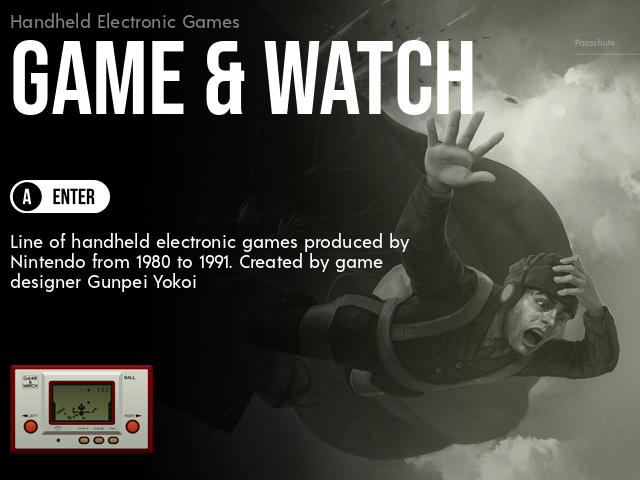 Handheld Electronic Games
GAME & WATCH
Parachute
A ENTER
Line of handheld electronic games produced by
Nintendo from 1980 to 1991. Created by game
designer Gunpei Yokoi
GAME
&
WATCH
BALL
◄LEFT
RIGHT►